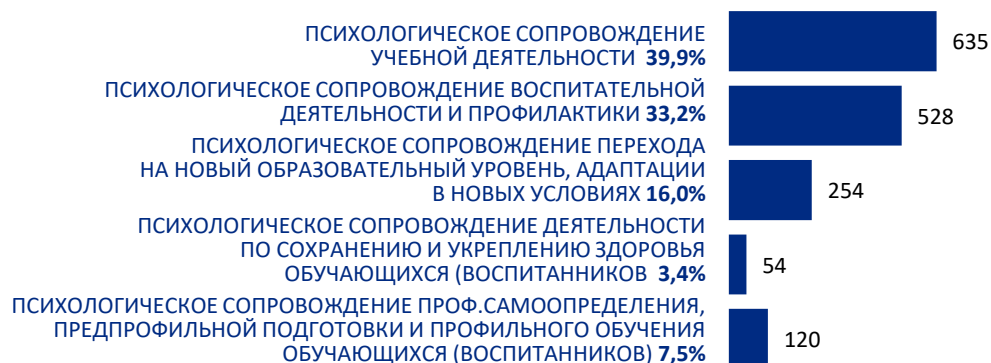 ПСИХОЛОГИЧЕСКОЕ СОПРОВОЖДЕНИЕ
УЧЕБНОЙ ДЕЯТЕЛЬНОСТИ 39,9%
635
ПСИХОЛОГИЧЕСКОЕ СОПРОВОЖДЕНИЕ ВОСПИТАТЕЛЬНОЙ
ДЕЯТЕЛЬНОСТИ И ПРОФИЛАКТИКИ 33,2%
528
ПСИХОЛОГИЧЕСКОЕ СОПРОВОЖДЕНИЕ ПЕРЕХОДА
НА НОВЫЙ ОБРАЗОВАТЕЛЬНЫЙ УРОВЕНЬ, АДАПТАЦИИ
В НОВЫХ УСЛОВИЯХ 16,0%
254
ПСИХОЛОГИЧЕСКОЕ СОПРОВОЖДЕНИЕ ДЕЯТЕЛЬНОСТИ
ПО СОХРАНЕНИЮ И УКРЕПЛЕНИЮ ЗДОРОВЬЯ
ОБУЧАЮЩИХСЯ (ВОСПИТАННИКОВ 3,4%
54
ПСИХОЛОГИЧЕСКОЕ СОПРОВОЖДЕНИЕ ПРОФ.САМООПРЕДЕЛЕНИЯ,
ПРЕДПРОФИЛЬНОЙ ПОДГОТОВКИ И ПРОФИЛЬНОГО ОБУЧЕНИЯ
ОБУЧАЮЩИХСЯ (ВОСПИТАННИКОВ) 7,5%
120